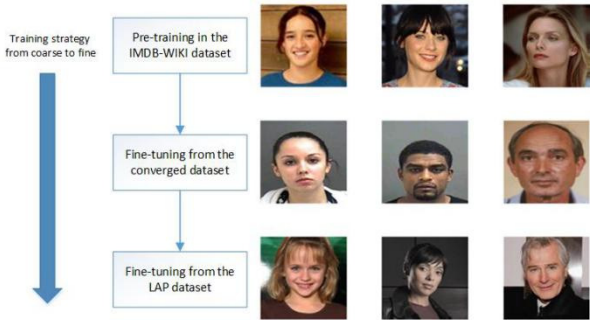 Training strategy
from coarse to fine
Pre-training in the
IMDB-WIKI dataset
Fine-tuning from the
converged dataset
Fine-tuning from the
LAP dataset